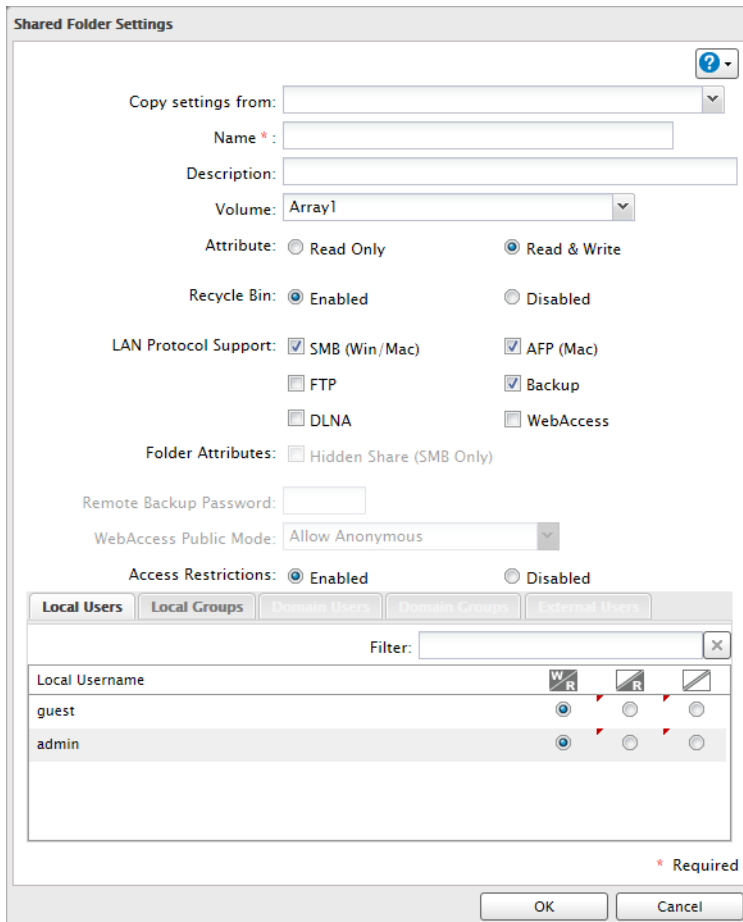 Shared Folder Settings
?
Copy settings from:
Name * :
Description:
Volume: Array1
Attribute: Read Only Read & Write
Recycle Bin: Enabled Disabled
LAN Protocol Support: SMB (Win/Mac) AFP (Mac)
FTP Backup
DLNA WebAccess
Folder Attributes: Hidden Share (SMB Only)
Remote Backup Password:
WebAccess Public Mode: Allow Anonymous
Access Restrictions: Enabled Disabled
Local Users Local Groups Domain Users Domain Groups External Users
Filter:
Local Username W/R R
guest
admin
* Required
OK Cancel